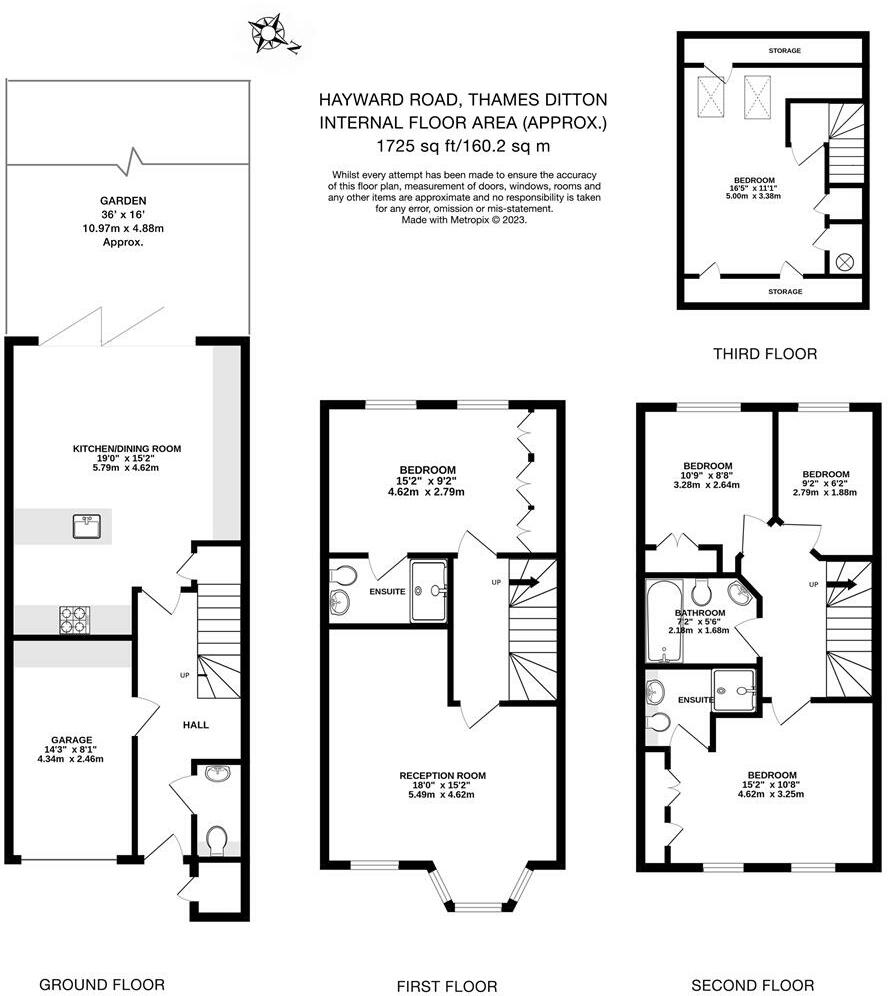 N
HAYWARD ROAD, THAMES DITTON
INTERNAL FLOOR AREA (APPROX.)
1725 sq ft/160.2 sq m
Whilst every attempt has been made to ensure the accuracy
of this floor plan, measurement of doors, windows, rooms and
any other items are approximate and no responsibility is taken
for any error, omission or mis-statement.
Made with Metropix © 2023.
GARDEN
36' x 16'
10.97m x 4.88m
Approx.
KITCHEN/DINING ROOM
19'0" x 15'2"
5.79m x 4.62m
UP
HALL
GARAGE
14'3" x 8'1"
4.34m x 2.46m
GROUND FLOOR
BEDROOM
15'2" x 9'2"
4.62m x 2.79m
ENSUITE
UP
RECEPTION ROOM
18'0" x 15'2"
5.49m x 4.62m
FIRST FLOOR
STORAGE
BEDROOM
16'5" x 11'1"
5.00m x 3.38m
STORAGE
THIRD FLOOR
BEDROOM
10'9" x 8'8"
3.28m x 2.64m
BEDROOM
9'2" x 6'2"
2.79m x 1.88m
UP
BATHROOM
7'2" x 5'6"
2.18m x 1.68m
ENSUITE
BEDROOM
15'2" x 10'8"
4.62m x 3.25m
SECOND FLOOR